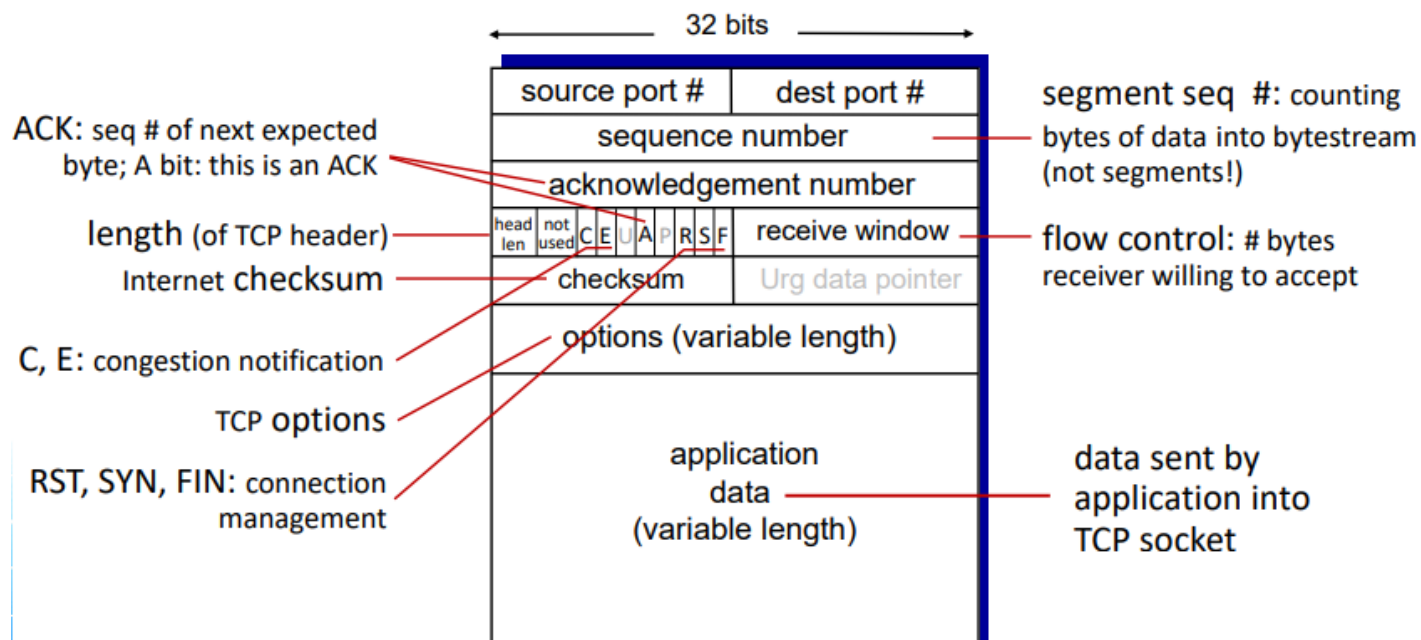 32 bits
source port #
dest port #
sequence number
acknowledgement number
head
len
not
used
C E U A P R S F
receive window
checksum
Urg data pointer
options (variable length)
application
data
(variable length)
ACK: seq # of next expected
byte; A bit: this is an ACK
length (of TCP header)
Internet checksum
C, E: congestion notification
TCP options
RST, SYN, FIN: connection
management
segment seq #: counting
bytes of data into bytestream
(not segments!)
flow control: # bytes
receiver willing to accept
data sent by
application into
TCP socket